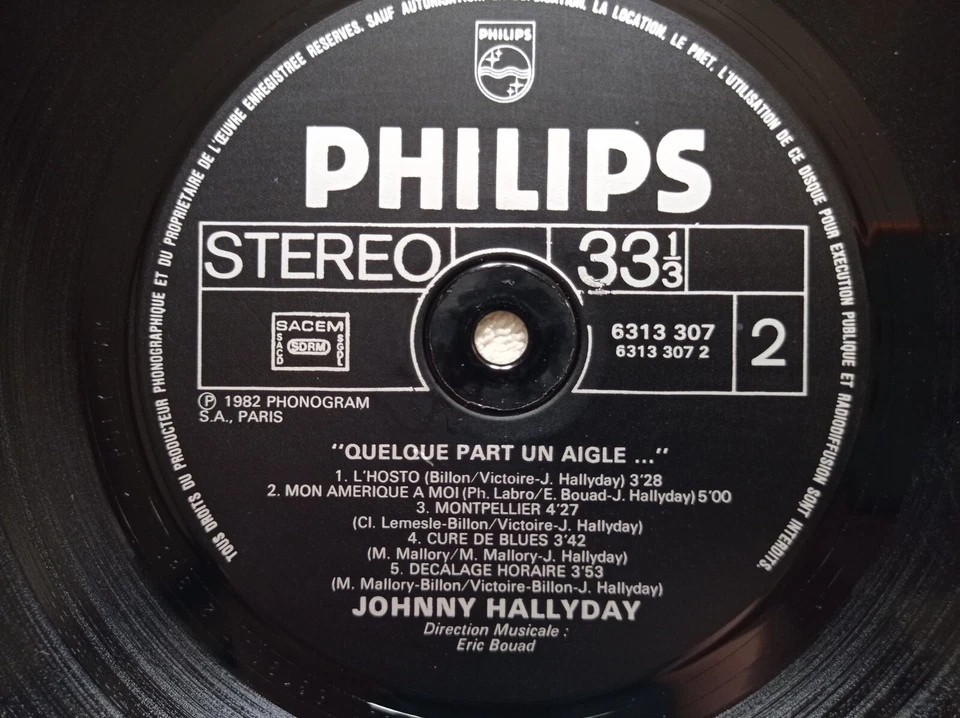 TOUS DROITS DU PRODUCTEUR PHONOGRAPHIQUE ET DU PROPRIETAIRE DE L'ŒUVRE ENREGISTREE RESERVES. SAUF LA LOCATION, LE PRET, L'UTILISATION DE CE DISQUE POUR EXECUTION PUBLIQUE ET RADIODIFFUSION SONT INTERDITS.
PHILIPS
PHILIPS
STEREO
33 1/3
SACEM
SACD SDRM SGDL
6313 307
6313 307 2
2
Ⓟ 1982 PHONOGRAM
S.A., PARIS
"QUELQUE PART UN AIGLE ..."
1. L'HOSTO (Billon/Victoire-J. Hallyday) 3'28
2. MON AMERIQUE A MOI (Ph. Labro/E. Bouad-J. Hallyday) 5'00
3. MONTPELLIER 4'27
(Cl. Lemesle-Billon/Victoire-J. Hallyday)
4. CURE DE BLUES 3'42
(M. Mallory/M. Mallory-J. Hallyday)
5. DECALAGE HORAIRE 3'53
(M. Mallory-Billon/Victoire-Billon-J. Hallyday)
JOHNNY HALLYDAY
Direction Musicale :
Eric Bouad